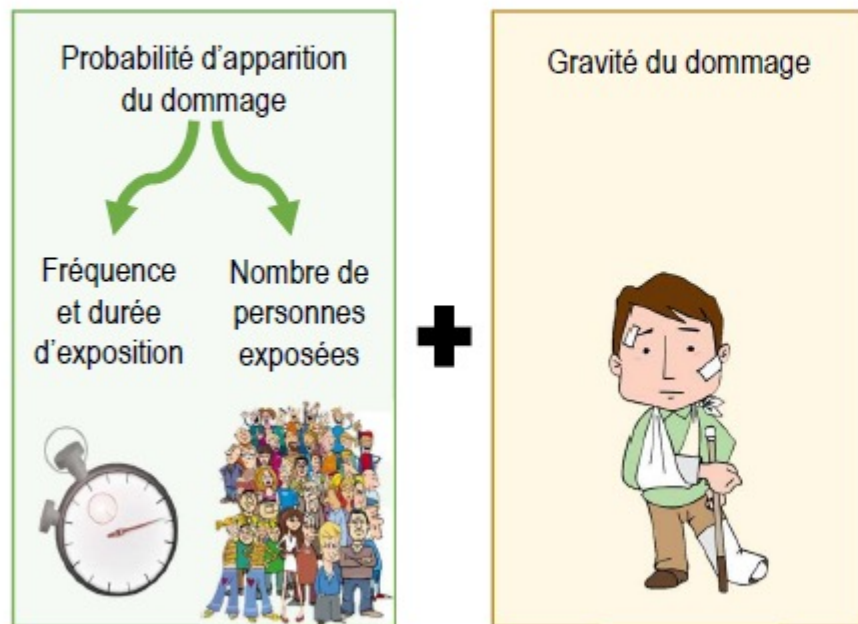 Probabilité d'apparition
du dommage
Fréquence
et durée
d'exposition
Nombre de
personnes
exposées
Gravité du dommage